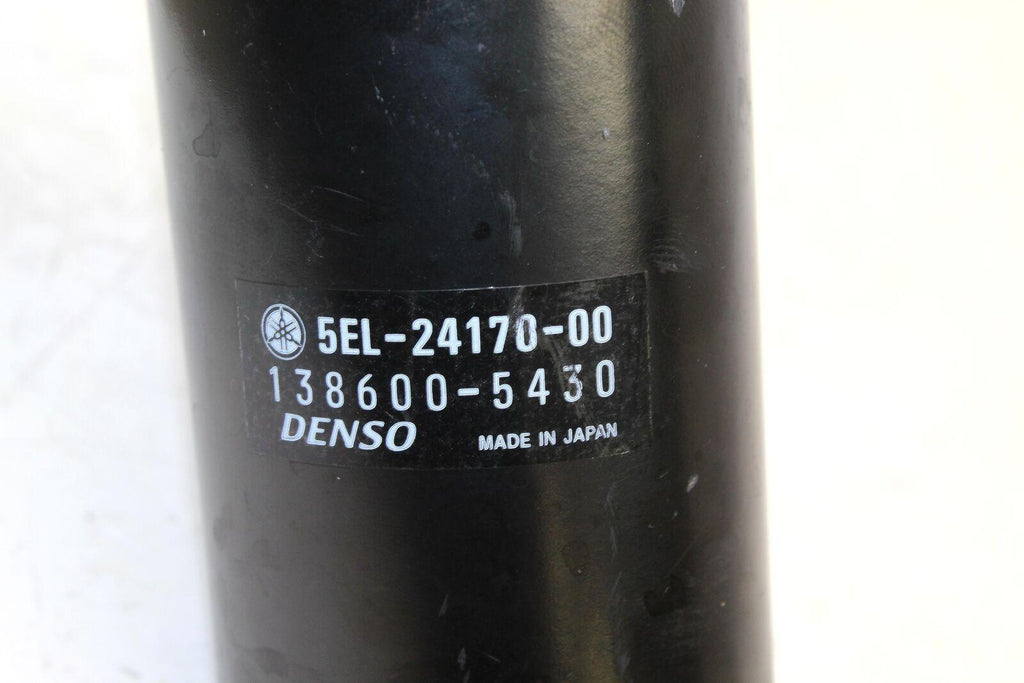 5EL-24170-00
138600-5430
DENSO MADE IN JAPAN